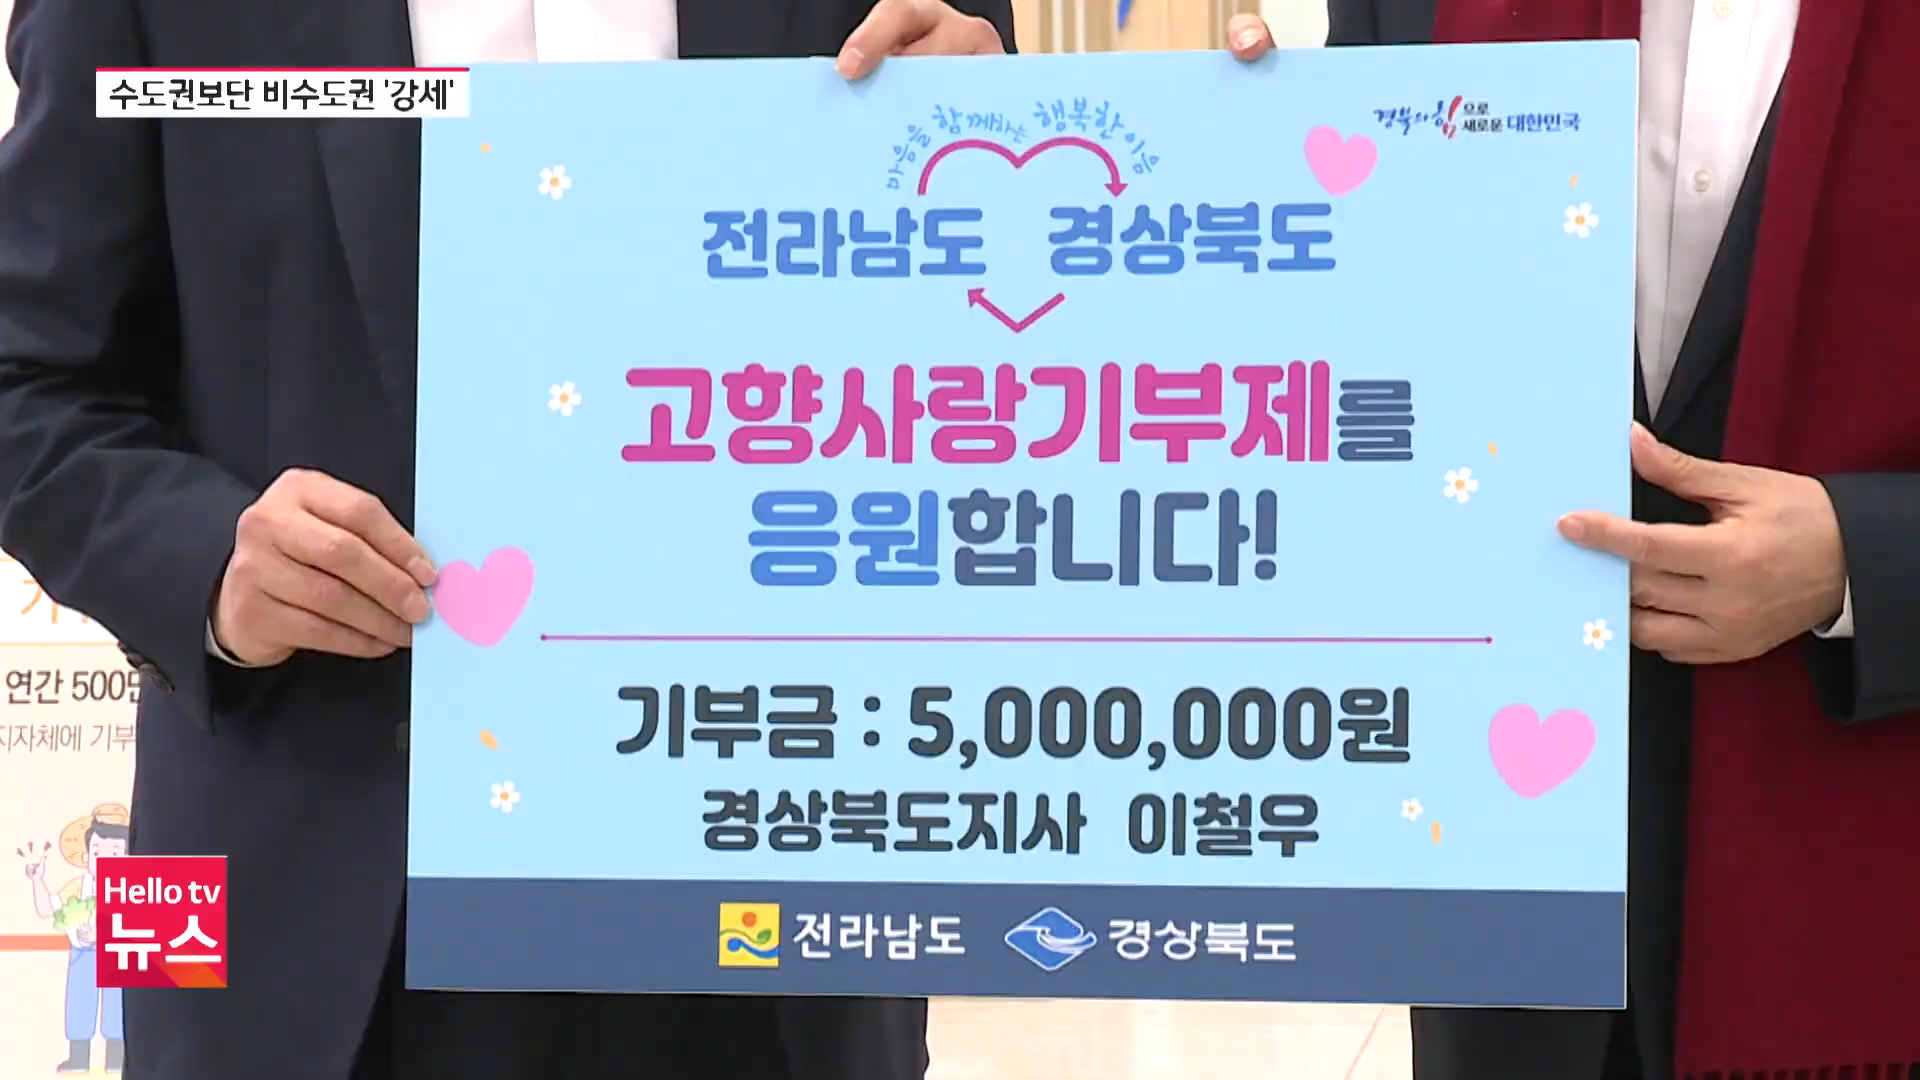 수도권보단 비수도권 '강세'
마음을 함께하는 행복한 이음
경북의 힘으로
새로운 대한민국
전라남도 경상북도
고향사랑기부제를
응원합니다!
기부금 : 5,000,000원
경상북도지사 이철우
전라남도 경상북도
연간 500만
지자체에 기부
Hello tv
뉴스